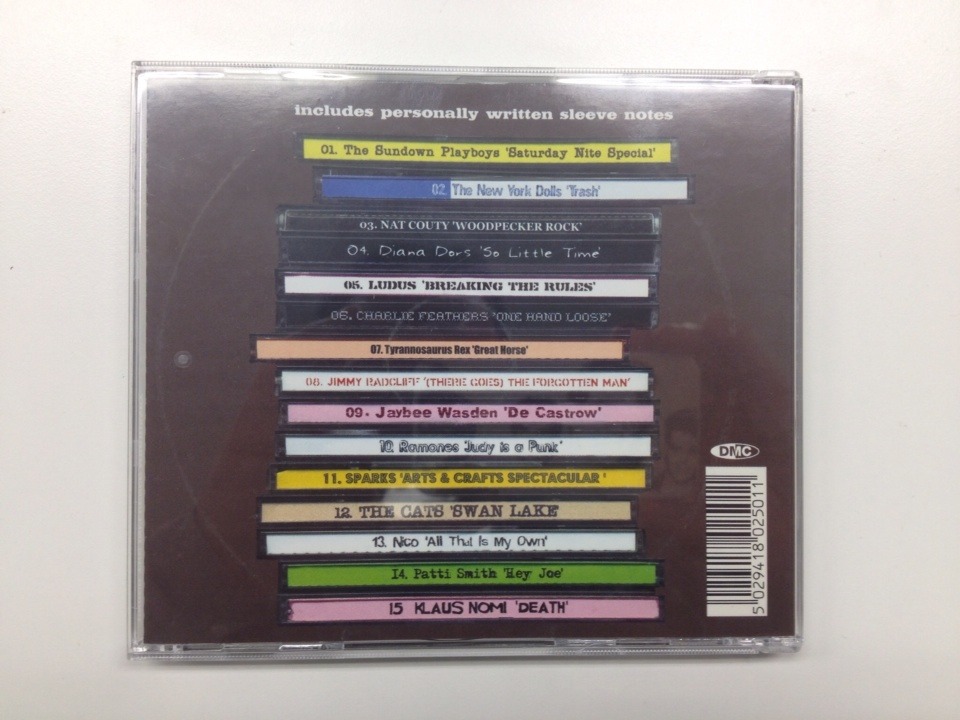 includes personally written sleeve notes
01. The Sundown Playboys 'Saturday Nite Special'
02. The New York Dolls 'Trash'
03. NAT COUTY 'WOODPECKER ROCK'
04. Diana Dors 'So Little Time'
05. LUDUS 'BREAKING THE RULES'
06. CHARLIE FEATHERS 'ONE HAND LOOSE'
07. Tyrannosaurus Rex 'Great Horse'
08. JIMMY RADCLIFF '(THERE GOES) THE FORGOTTEN MAN'
09. Jaybee Wasden 'De Castrow'
10. Ramones 'Judy is a Punk'
11. SPARKS 'ARTS & CRAFTS SPECTACULAR '
12. THE CATS 'SWAN LAKE'
13. Nico 'All That Is My Own'
14. Patti Smith 'Hey Joe'
15 KLAUS NOMI 'DEATH'
DMC
5 029418 025011